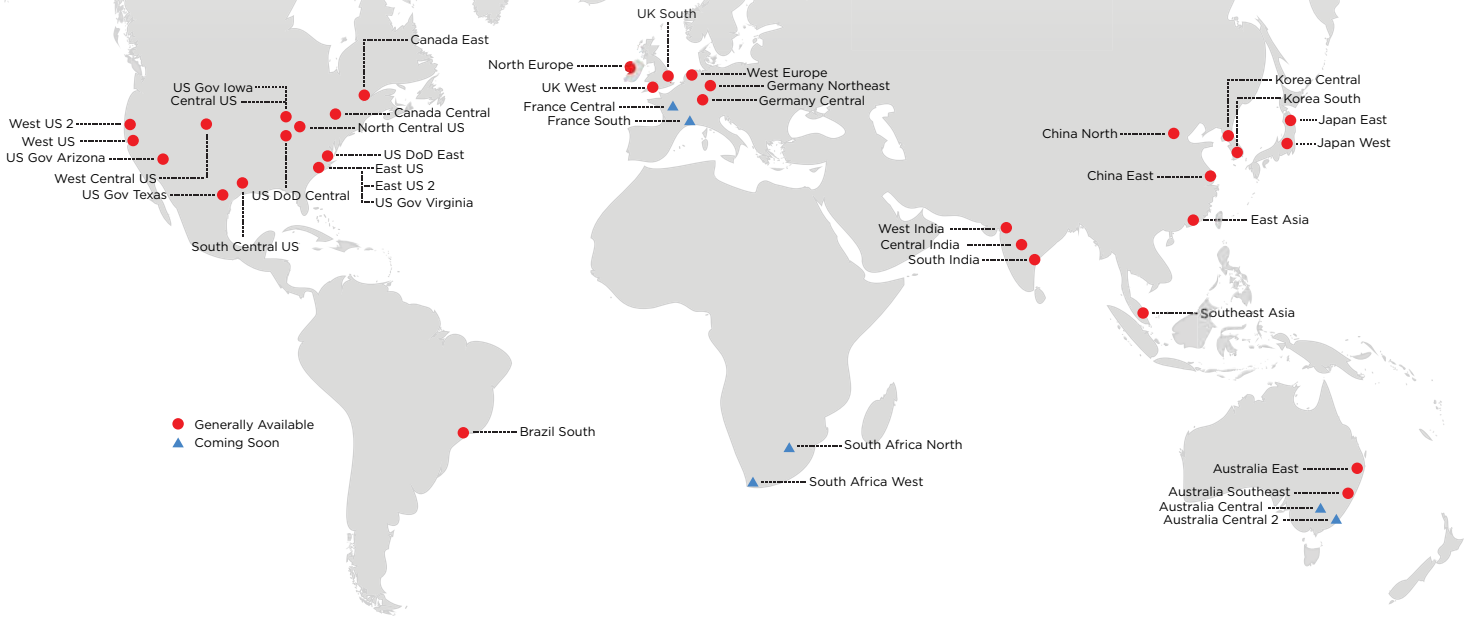 UK South
Canada East
North Europe
West Europe
Korea Central
US Gov Iowa
UK West
Germany Northeast
Central US
Germany Central
Korea South
France Central
Canada Central
France South
Japan East
West US 2
North Central US
China North
West US
Japan West
US Gov Arizona
US DoD East
East US
West Central US
China East
East US 2
US Gov Texas
US DoD Central
US Gov Virginia
East Asia
West India
South Central US
Central India
South India
Southeast Asia
Generally Available
Brazil South
Coming Soon
South Africa North
Australia East
South Africa West
Australia Southeast
Australia Central
Australia Central 2